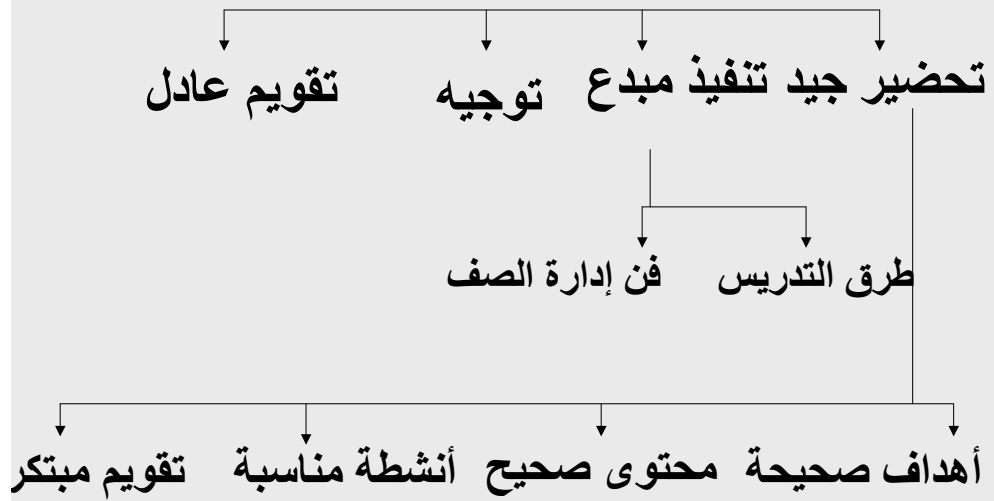 تحضير جيد تنفيذ مبدع توجيه تقويم عادل
طرق التدريس فن إدارة الصف
أهداف صحيحة محتوى صحيح أنشطة مناسبة تقويم مبتكر